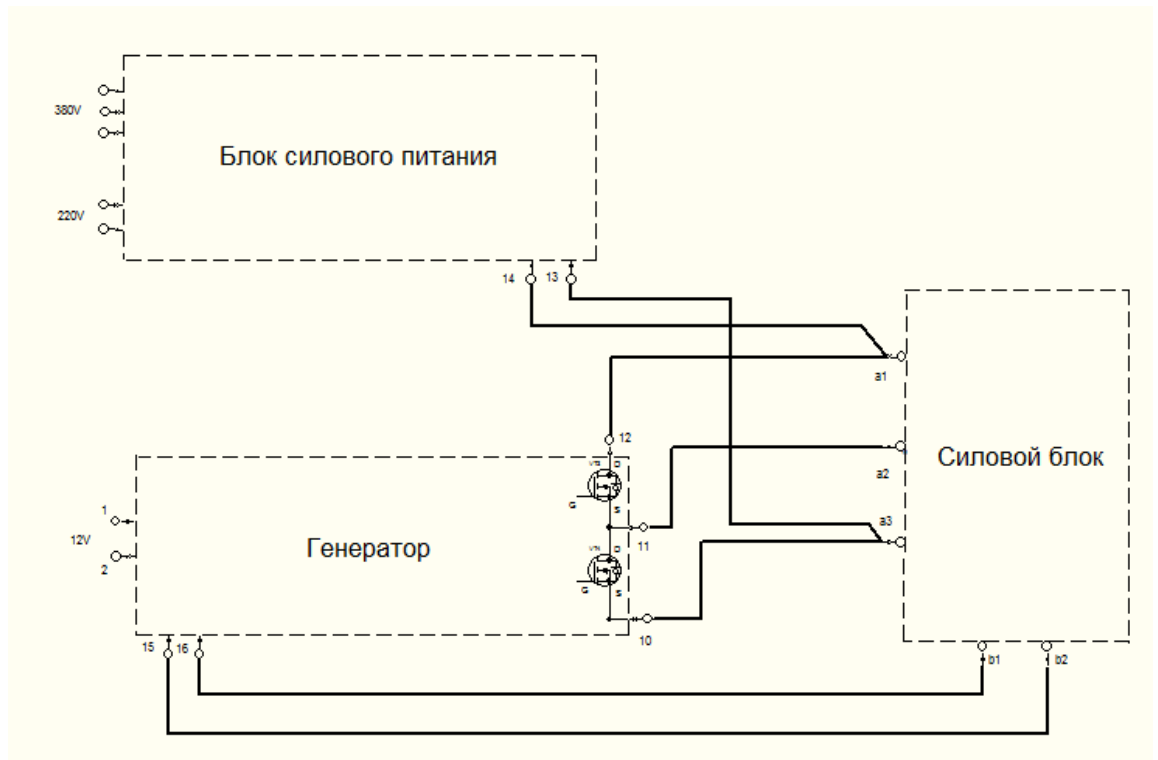 380V
Блок силового питания
220V
14
13
a1
12
a2
Силовой блок
D
G
S
1
11
a3
12V
Генератор
D
2
G
S
10
15
16
b1
b2